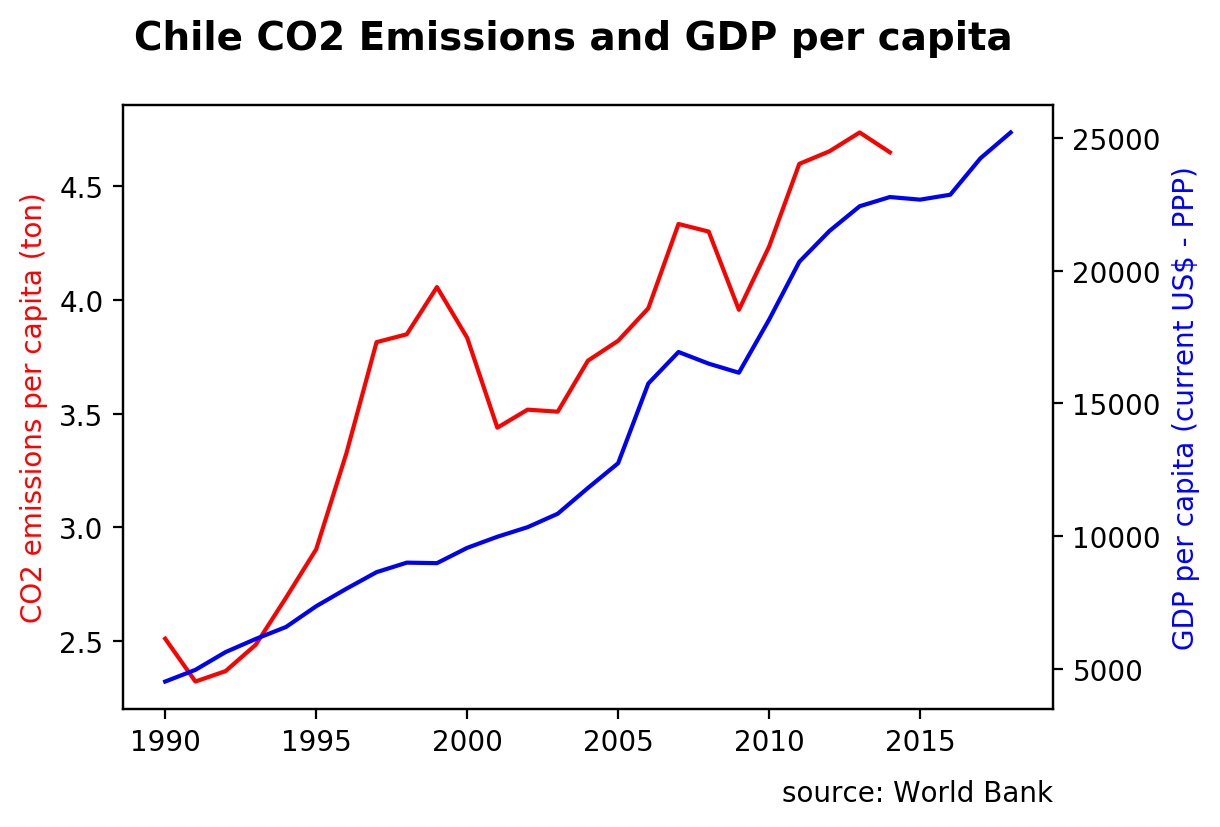 Chile CO2 Emissions and GDP per capita
CO2 emissions per capita (ton)
4.5
4.0
3.5
3.0
2.5
25000
20000
15000
10000
5000
GDP per capita (current US$ - PPP)
1990 1995 2000 2005 2010 2015
source: World Bank